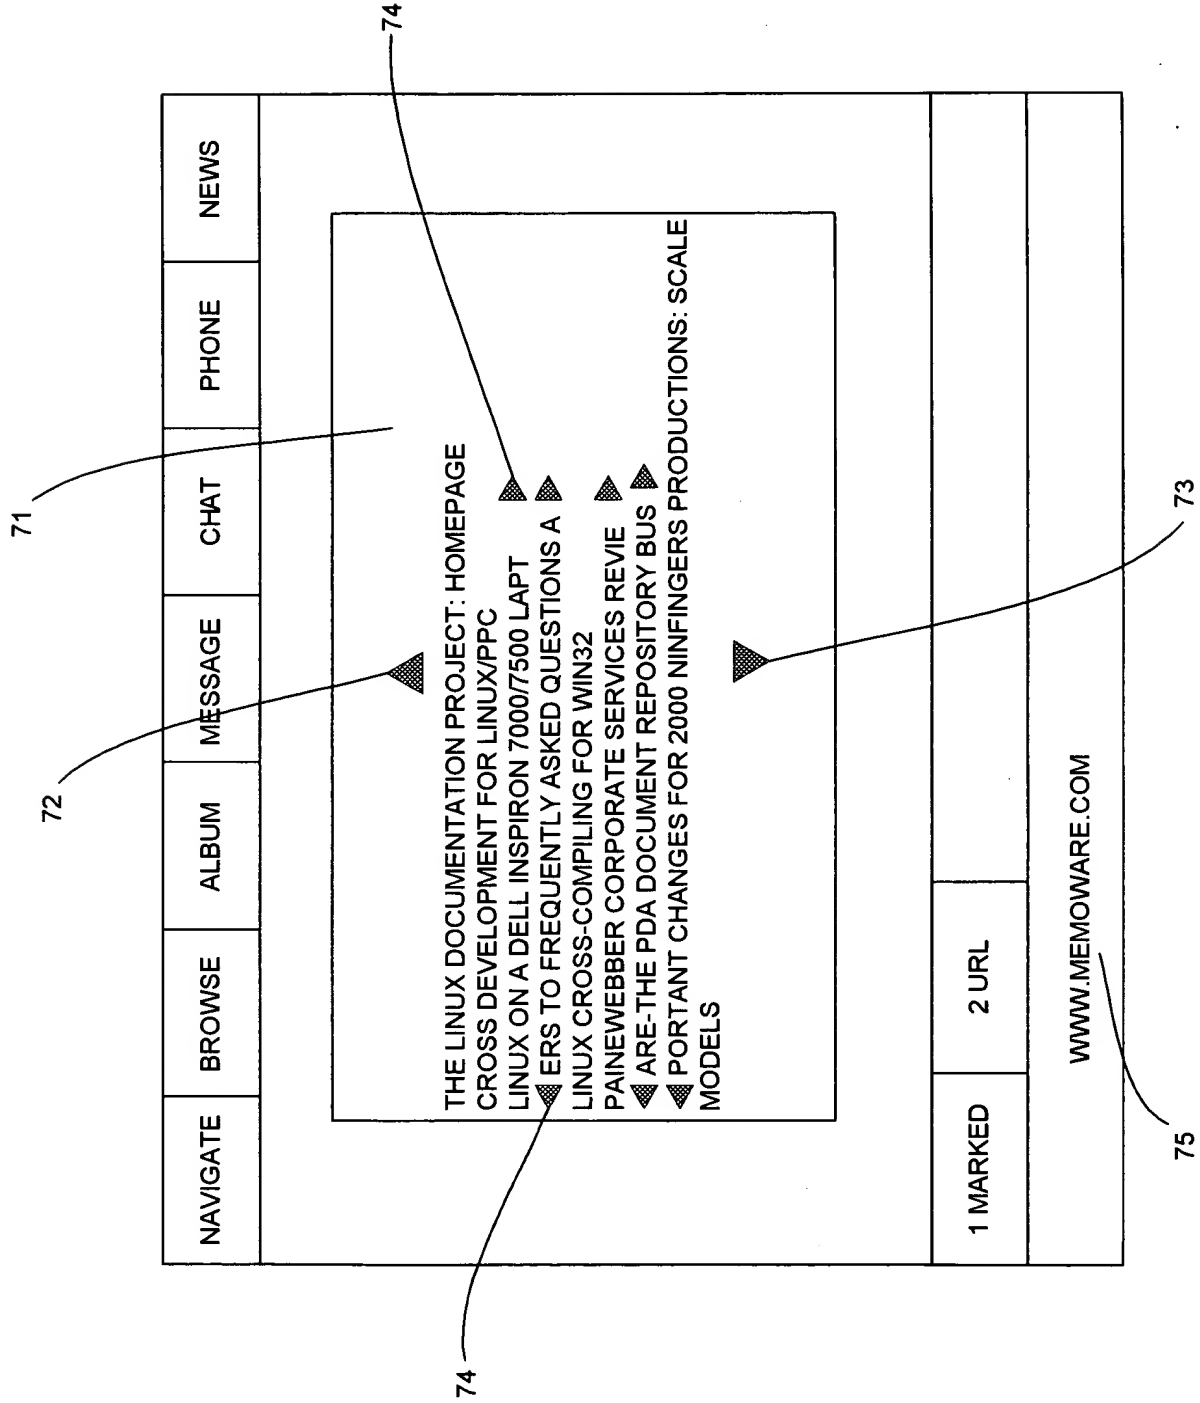 74
71
72
NAVIGATE BROWSE ALBUM MESSAGE CHAT PHONE NEWS
THE LINUX DOCUMENTATION PROJECT: HOMEPAGE
CROSS DEVELOPMENT FOR LINUX/PPC
LINUX ON A DELL INSPIRON 7000/7500 LAPT
ERS TO FREQUENTLY ASKED QUESTIONS A
LINUX CROSS-COMPILING FOR WIN32
PAINEWEBBER CORPORATE SERVICES REVIE
ARE-THE PDA DOCUMENT REPOSITORY BUS
PORTANT CHANGES FOR 2000 NINFINGERS PRODUCTIONS: SCALE
MODELS
74
1 MARKED 2 URL
WWW.MEMOWARE.COM
75
73